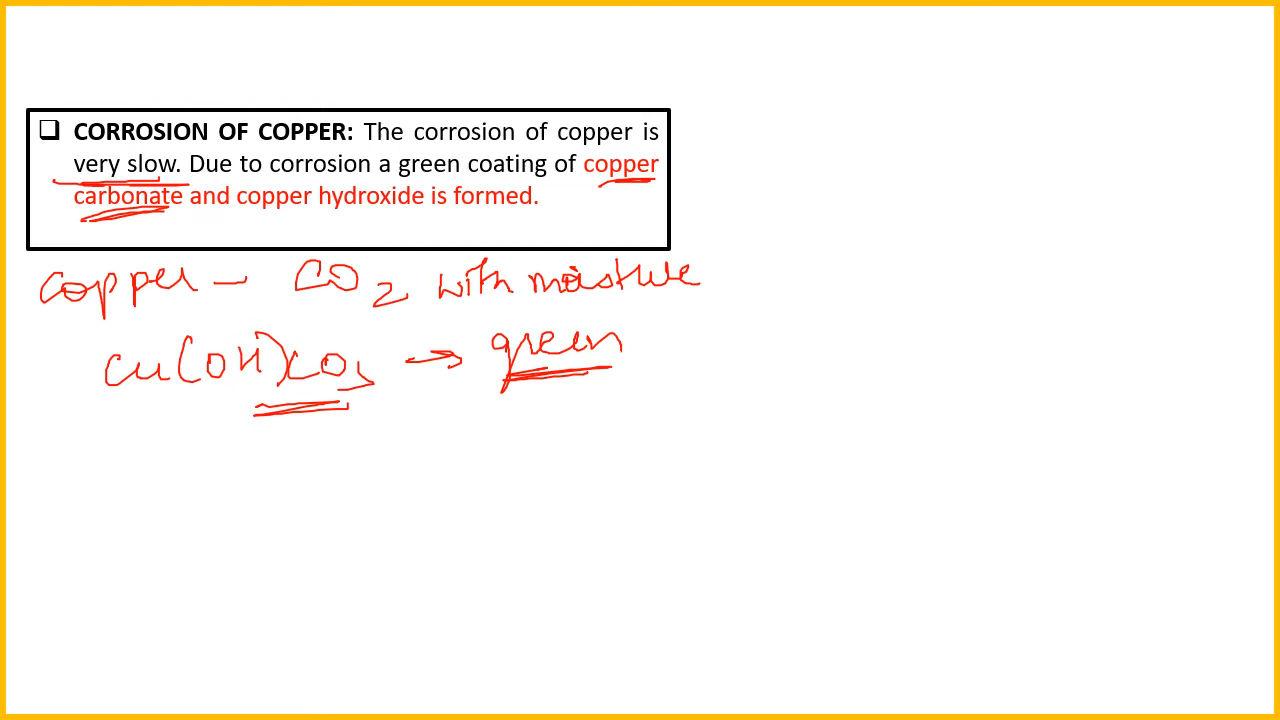 ❑ CORROSION OF COPPER: The corrosion of copper is
very slow. Due to corrosion a green coating of copper
carbonate and copper hydroxide is formed.
copper – CO2 with moisture
Cu(OH)CO3 → green